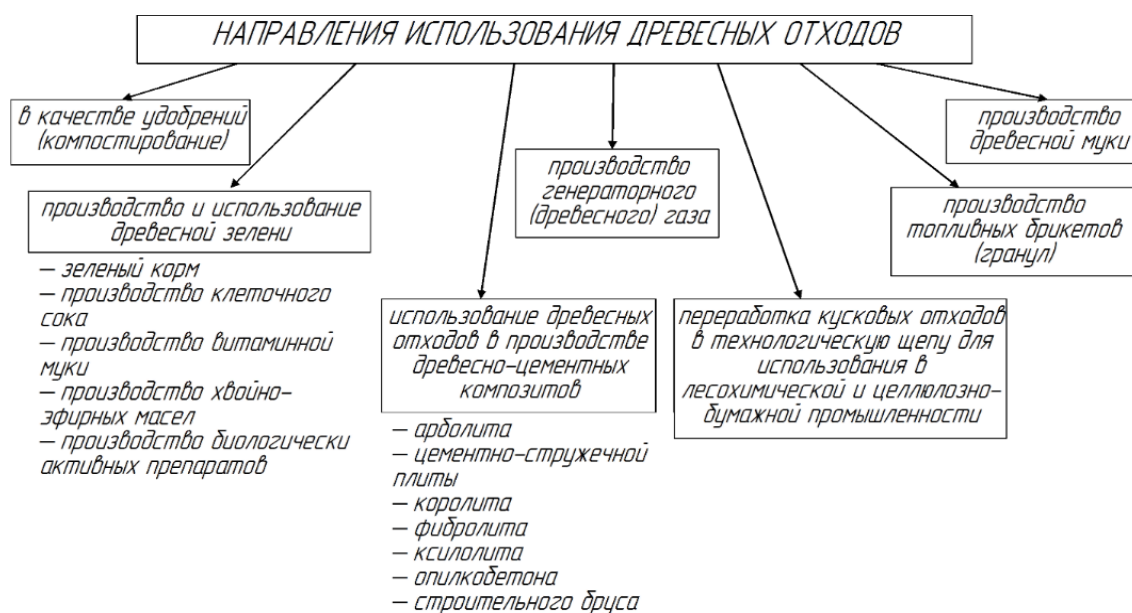 НАПРАВЛЕНИЯ ИСПОЛЬЗОВАНИЯ ДРЕВЕСНЫХ ОТХОДОВ
в качестве удобрений
(компостирование)
производство и использование
древесной зелени
– зеленый корм
– производство клеточного
сока
– производство витаминной
муки
– производство хвойно-
эфирных масел
– производство биологически
активных препаратов
использование древесных
отходов в производстве
древесно-цементных
композитов
– арболита
– цементно-стружечной
плиты
– королита
– фибролита
– ксилолита
– опилкобетона
– строительного бруса
производство
генераторного
(древесного) газа
переработка кусковых отходов
в технологическую щепу для
использования в
лесохимической и целлюлозно-
бумажной промышленности
производство
топливных брикетов
(гранул)
производство
древесной муки